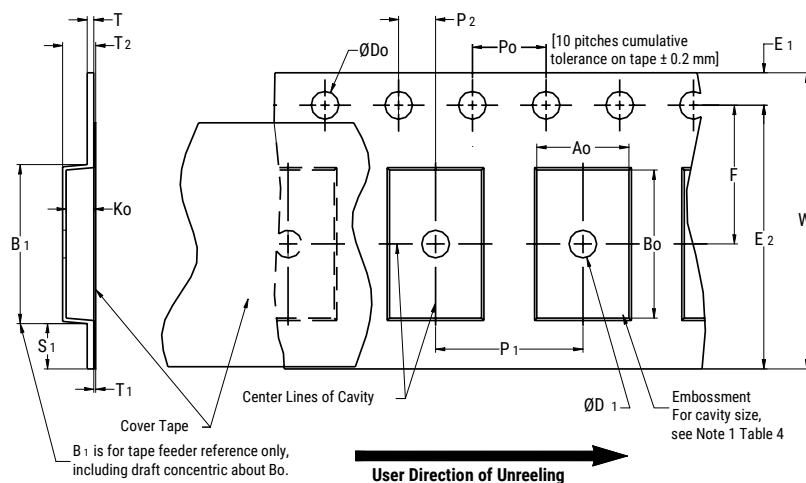 T
T2
P2
ØDo
Po
[10 pitches cumulative
tolerance on tape ± 0.2 mm]
E1
Ao
F
W
Ko
B1
Bo
E2
S1
P1
T1
Center Lines of Cavity
ØD 1
Embossment
For cavity size,
see Note 1 Table 4
Cover Tape
B1 is for tape feeder reference only,
including draft concentric about Bo.
User Direction of Unreeling